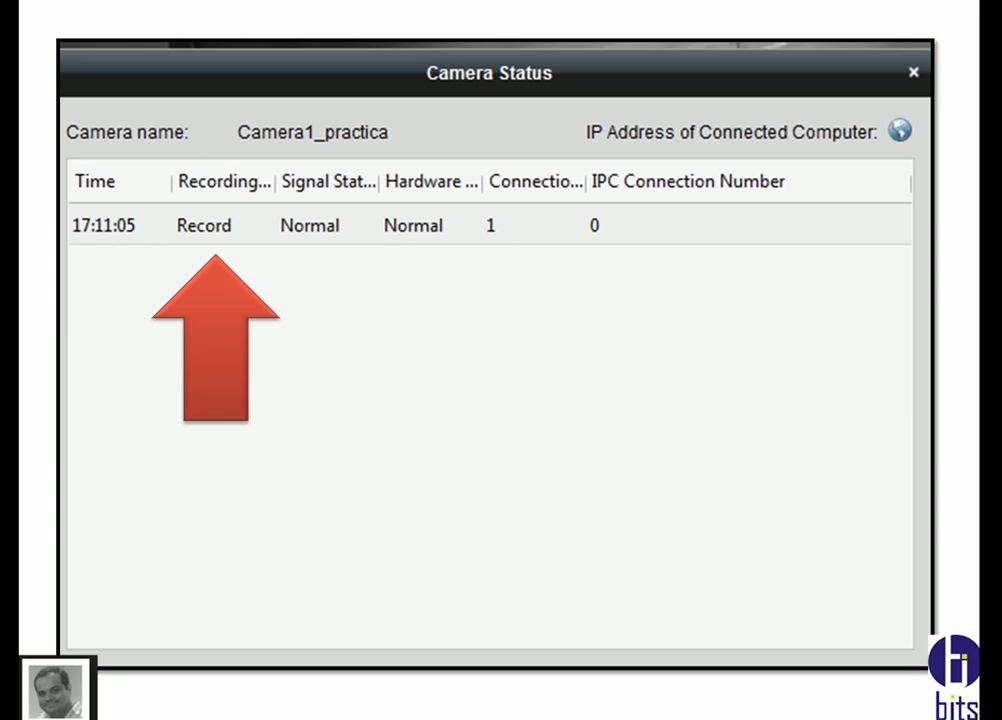 Camera Status
Camera name: Camera1_practica IP Address of Connected Computer:
Time Recording... Signal Stat... Hardware ... Connectio... IPC Connection Number
17:11:05 Record Normal Normal 1 0
bits